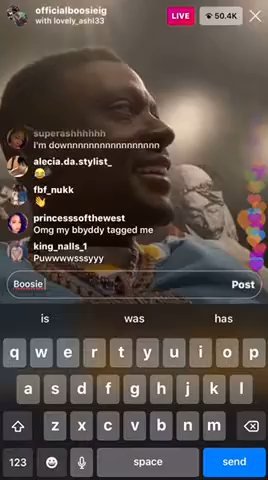 officialboosieig
with lovely_ashl33
LIVE
50.4K
superashhhhhh
I'm downnnnnnnnnnnnnnnnn
alecia.da.stylist_
😂
fbf_nukk
👋
princesssofthewest
Omg my bbyddy tagged me
king_nalls_1
Puwwwwsssyyy
Boosie
Post
is was has
q w e r t y u i o p
a s d f g h j k l
z x c v b n m
123 space send